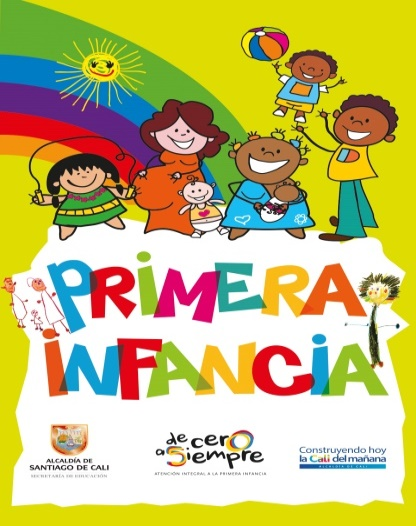 PRIMERA
INFANCIA
ALCALDÍA DE
SANTIAGO DE CALI
SECRETARÍA DE EDUCACIÓN
de cero
a Siempre
ATENCIÓN INTEGRAL A LA PRIMERA INFANCIA
Construyendo hoy
la Cali del mañana
ALCALDÍA DE CALI